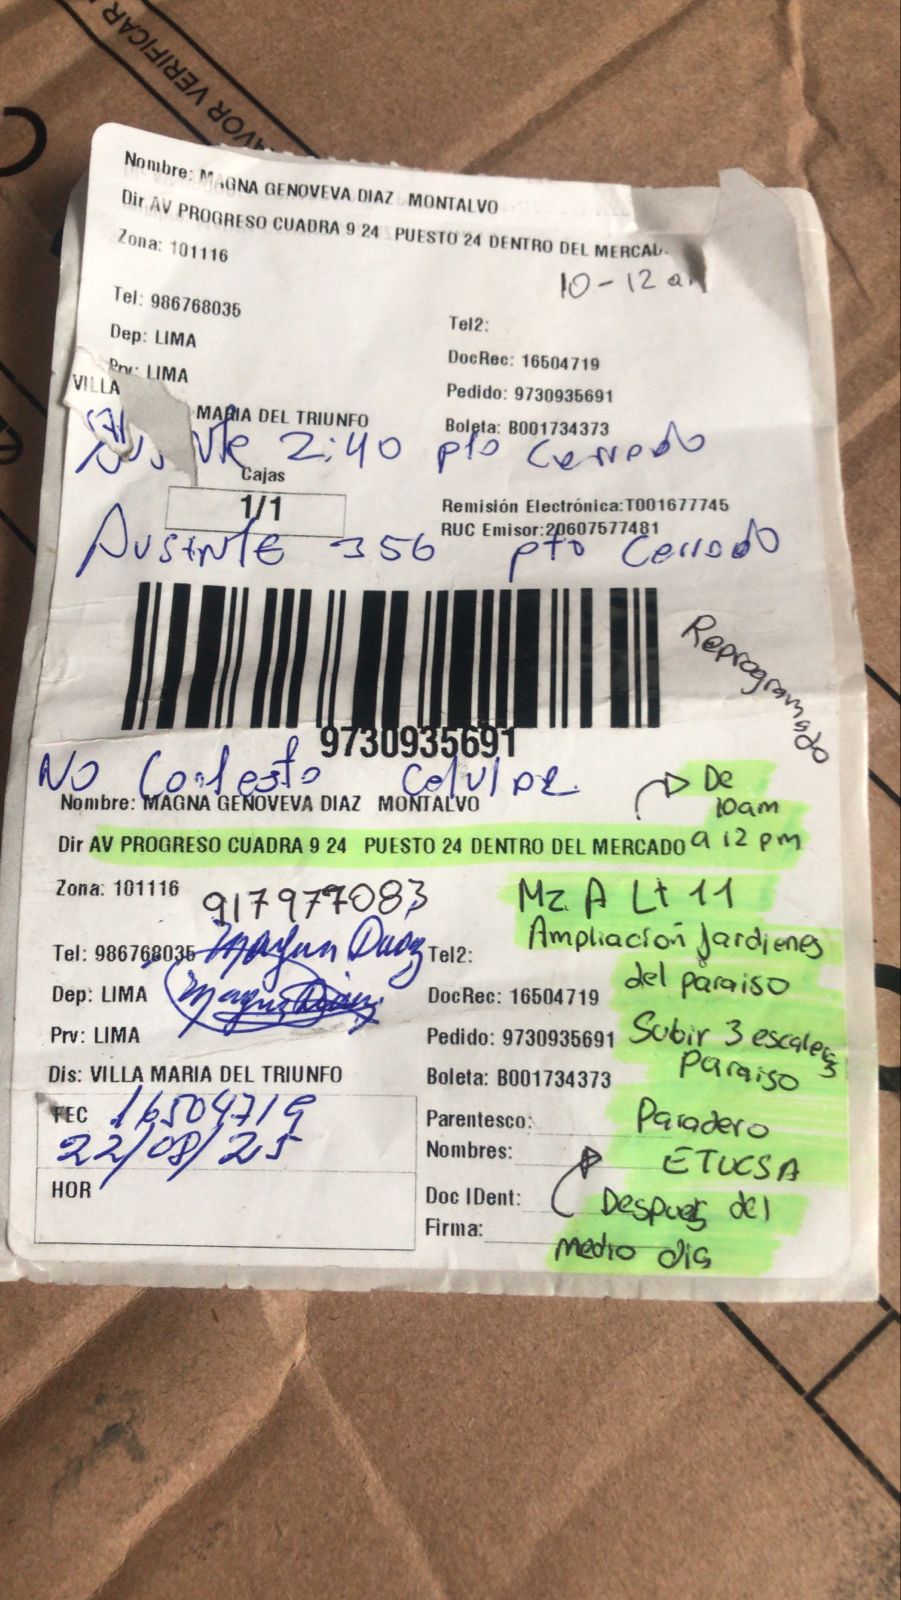 FAVOR VERIFICAR
Nombre: MAGNA GENOVEVA DIAZ MONTALVO
Dir AV PROGRESO CUADRA 9 24 PUESTO 24 DENTRO DEL MERCAD
Zona: 101116
10-12 a
Tel: 986768035
Tel2:
Dep: LIMA
DocRec: 16504719
Prv: LIMA
Pedido: 9730935691
VILLA MARIA DEL TRIUNFO
Boleta: B001734373
2:40 pto Cerrado
Cajas
1/1
Remisión Electrónica:T001677745
RUC Emisor:20607577481
Ausente 356 pto Cerrado
Reprogramado
9730935691
No Contesto Celular
De
10am
a 12 pm
Nombre: MAGNA GENOVEVA DIAZ MONTALVO
Dir AV PROGRESO CUADRA 9 24 PUESTO 24 DENTRO DEL MERCADO
Zona: 101116
917977083
Mz A Lt 11
Ampliación Jardienes
del paraiso
Tel: 986768035
Tel2:
Dep: LIMA
DocRec: 16504719
Prv: LIMA
Pedido: 9730935691
Subir 3 escaleras
Paraiso
Dis: VILLA MARIA DEL TRIUNFO
Boleta: B001734373
FEC 16504719
22/08/25
HOR
Parentesco:
Nombres:
Doc IDent:
Firma:
Paradero
ETUCSA
Despues del
medio dia